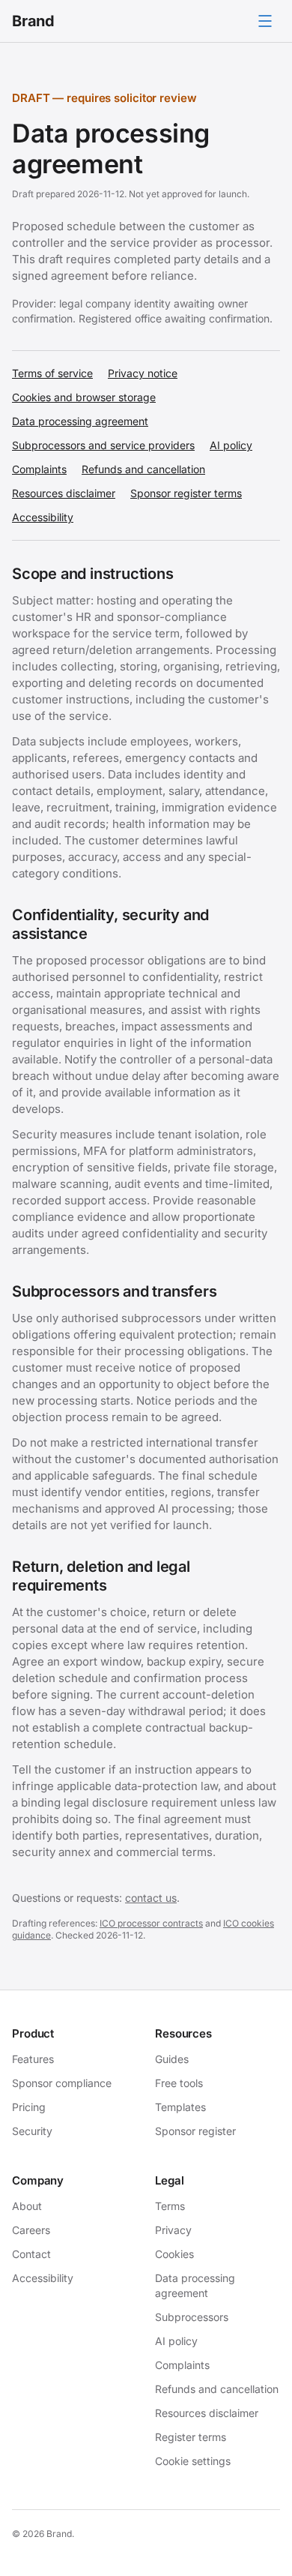 Brand
DRAFT — requires solicitor review
Data processing
agreement
Draft prepared 2026-11-12. Not yet approved for launch.
Proposed schedule between the customer as
controller and the service provider as processor.
This draft requires completed party details and a
signed agreement before reliance.
Provider: legal company identity awaiting owner
confirmation. Registered office awaiting confirmation.
Terms of service Privacy notice
Cookies and browser storage
Data processing agreement
Subprocessors and service providers AI policy
Complaints Refunds and cancellation
Resources disclaimer Sponsor register terms
Accessibility
Scope and instructions
Subject matter: hosting and operating the
customer's HR and sponsor-compliance
workspace for the service term, followed by
agreed return/deletion arrangements. Processing
includes collecting, storing, organising, retrieving,
exporting and deleting records on documented
customer instructions, including the customer's
use of the service.
Data subjects include employees, workers,
applicants, referees, emergency contacts and
authorised users. Data includes identity and
contact details, employment, salary, attendance,
leave, recruitment, training, immigration evidence
and audit records; health information may be
included. The customer determines lawful
purposes, accuracy, access and any special-
category conditions.
Confidentiality, security and
assistance
The proposed processor obligations are to bind
authorised personnel to confidentiality, restrict
access, maintain appropriate technical and
organisational measures, and assist with rights
requests, breaches, impact assessments and
regulator enquiries in light of the information
available. Notify the controller of a personal-data
breach without undue delay after becoming aware
of it, and provide available information as it
develops.
Security measures include tenant isolation, role
permissions, MFA for platform administrators,
encryption of sensitive fields, private file storage,
malware scanning, audit events and time-limited,
recorded support access. Provide reasonable
compliance evidence and allow proportionate
audits under agreed confidentiality and security
arrangements.
Subprocessors and transfers
Use only authorised subprocessors under written
obligations offering equivalent protection; remain
responsible for their processing obligations. The
customer must receive notice of proposed
changes and an opportunity to object before the
new processing starts. Notice periods and the
objection process remain to be agreed.
Do not make a restricted international transfer
without the customer's documented authorisation
and applicable safeguards. The final schedule
must identify vendor entities, regions, transfer
mechanisms and approved AI processing; those
details are not yet verified for launch.
Return, deletion and legal
requirements
At the customer's choice, return or delete
personal data at the end of service, including
copies except where law requires retention.
Agree an export window, backup expiry, secure
deletion schedule and confirmation process
before signing. The current account-deletion
flow has a seven-day withdrawal period; it does
not establish a complete contractual backup-
retention schedule.
Tell the customer if an instruction appears to
infringe applicable data-protection law, and about
a binding legal disclosure requirement unless law
prohibits doing so. The final agreement must
identify both parties, representatives, duration,
security annex and commercial terms.
Questions or requests: contact us.
Drafting references: ICO processor contracts and ICO cookies
guidance. Checked 2026-11-12.
Product
Features
Sponsor compliance
Pricing
Security
Resources
Guides
Free tools
Templates
Sponsor register
Company
About
Careers
Contact
Accessibility
Legal
Terms
Privacy
Cookies
Data processing
agreement
Subprocessors
AI policy
Complaints
Refunds and cancellation
Resources disclaimer
Register terms
Cookie settings
© 2026 Brand.